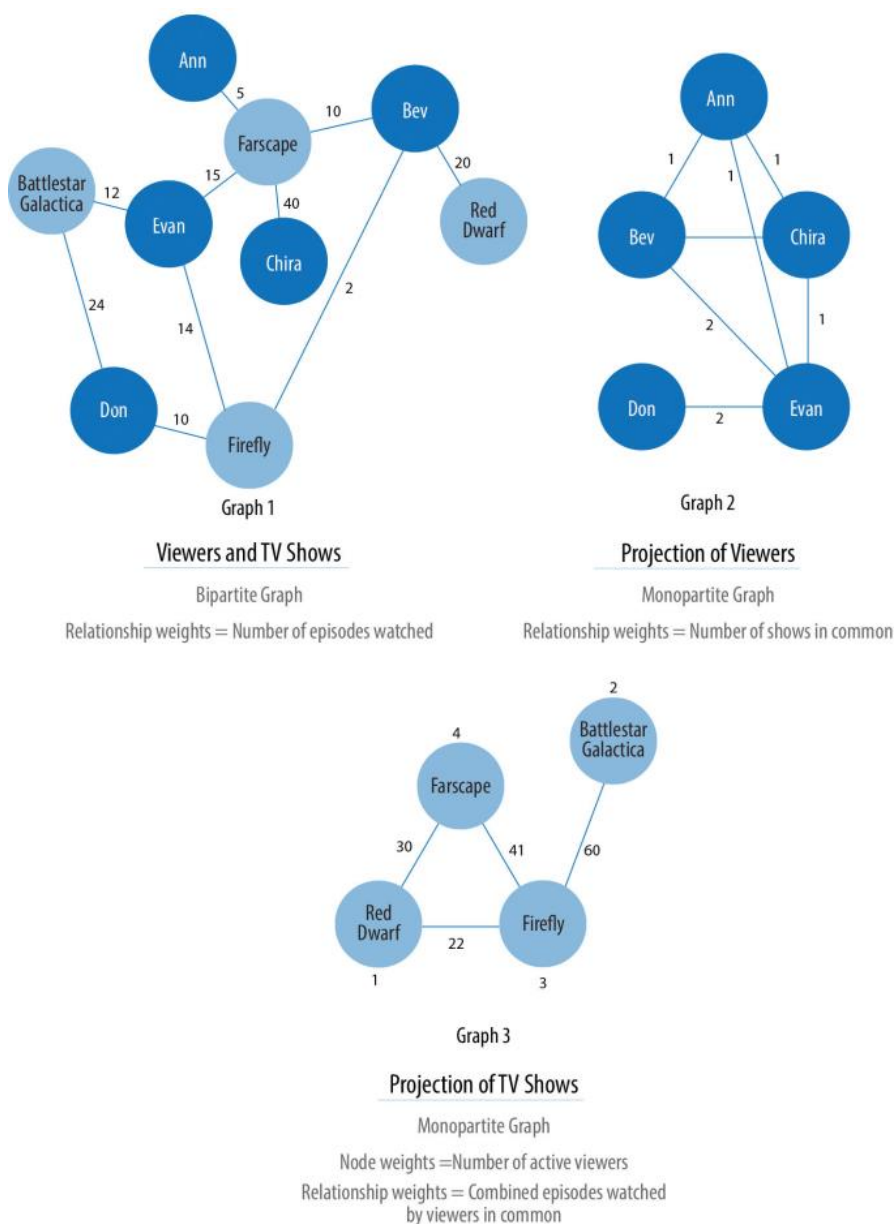 Ann
5
Farscape
10
Bev
Battlestar
Galactica
12
15
20
Evan
40
Red
Dwarf
Chira
24
14
2
Don
10
Firefly
Graph 1
Viewers and TV Shows
Bipartite Graph
Relationship weights = Number of episodes watched
Ann
1
1
1
Bev
Chira
2
1
Don
2
Evan
Graph 2
Projection of Viewers
Monopartite Graph
Relationship weights = Number of shows in common
2
Battlestar
Galactica
4
Farscape
30
41
60
Red
Dwarf
22
Firefly
1
3
Graph 3
Projection of TV Shows
Monopartite Graph
Node weights =Number of active viewers
Relationship weights = Combined episodes watched
by viewers in common